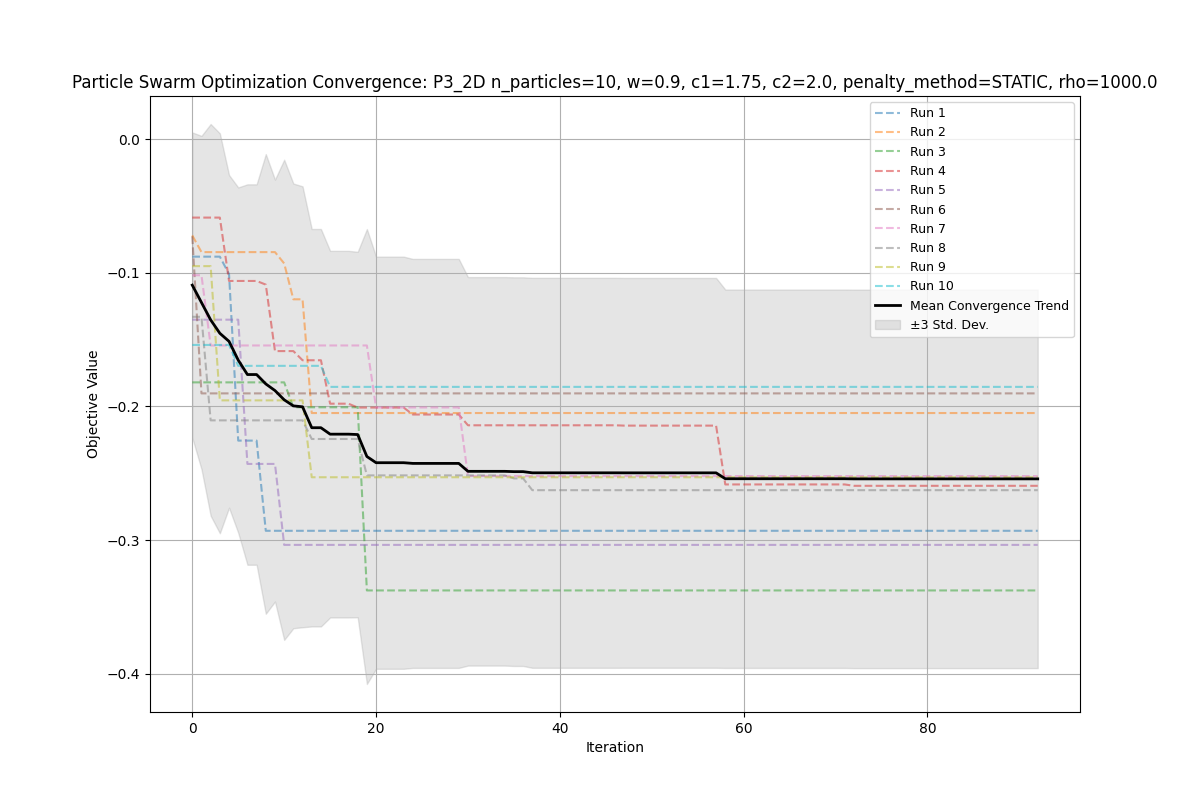 Particle Swarm Optimization Convergence: P3_2D n_particles=10, w=0.9, c1=1.75, c2=2.0, penalty_method=STATIC, rho=1000.0
Objective Value
0.0
−0.1
−0.2
−0.3
−0.4
Run 1
Run 2
Run 3
Run 4
Run 5
Run 6
Run 7
Run 8
Run 9
Run 10
Mean Convergence Trend
±3 Std. Dev.
0 20 40 60 80
Iteration